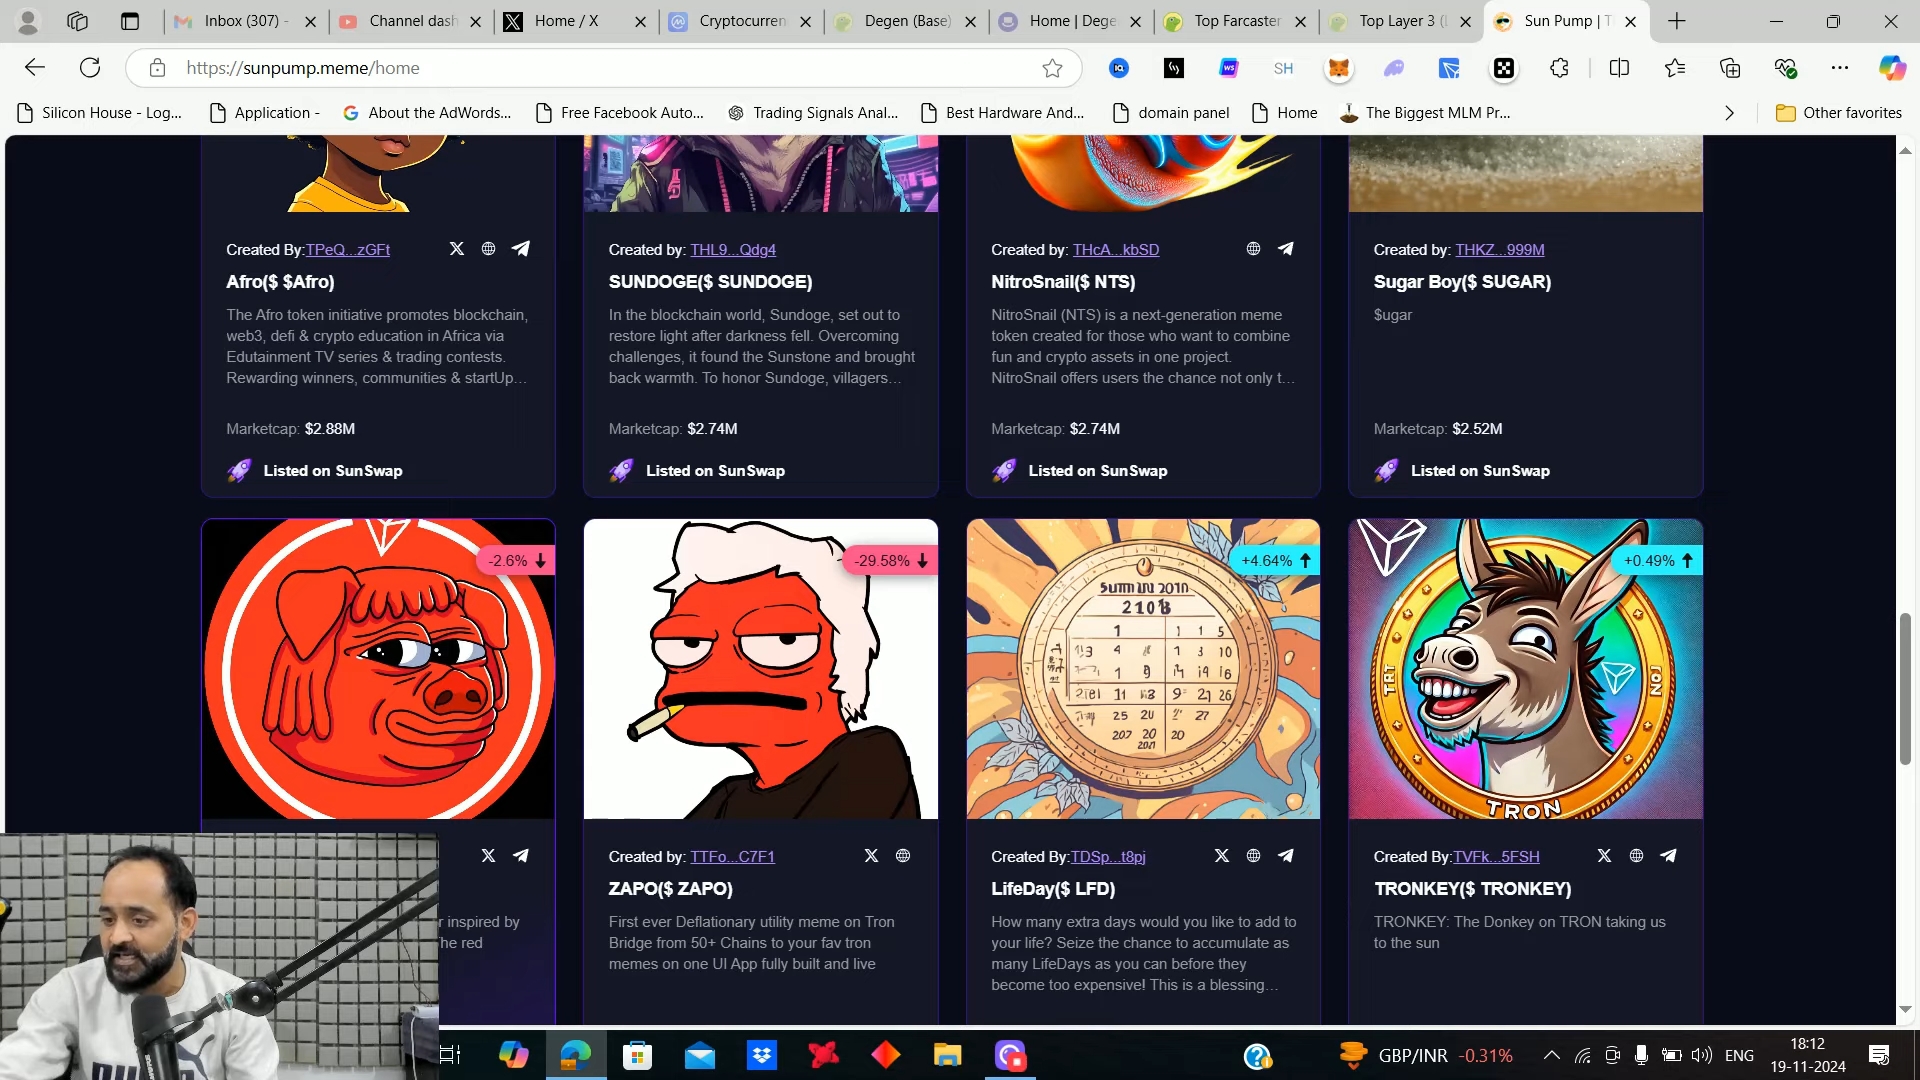 Inbox (307) -
Channel dash
Home / X
Cryptocurren
Degen (Base)
Home | Dege
Top Farcaster
Top Layer 3 (
Sun Pump | T
https://sunpump.meme/home
SH
Silicon House - Log...
Application -
About the AdWords...
Free Facebook Auto...
Trading Signals Anal...
Best Hardware And...
domain panel
Home
The Biggest MLM Pr...
Other favorites
Created By:TPeQ...zGFt
Afro($ $Afro)
The Afro token initiative promotes blockchain,
web3, defi & crypto education in Africa via
Edutainment TV series & trading contests.
Rewarding winners, communities & startUp...
Marketcap: $2.88M
Listed on SunSwap
Created by: THL9...Qdg4
SUNDOGE($ SUNDOGE)
In the blockchain world, Sundoge, set out to
restore light after darkness fell. Overcoming
challenges, it found the Sunstone and brought
back warmth. To honor Sundoge, villagers...
Marketcap: $2.74M
Listed on SunSwap
Created by: THcA...kbSD
NitroSnail($ NTS)
NitroSnail (NTS) is a next-generation meme
token created for those who want to combine
fun and crypto assets in one project.
NitroSnail offers users the chance not only t...
Marketcap: $2.74M
Listed on SunSwap
Created by: THKZ...999M
Sugar Boy($ SUGAR)
$ugar
Marketcap: $2.52M
Listed on SunSwap
-2.6%
-29.58%
+4.64%
+0.49%
TRON
r inspired by
he red
Created by: TTFo...C7F1
ZAPO($ ZAPO)
First ever Deflationary utility meme on Tron
Bridge from 50+ Chains to your fav tron
memes on one UI App fully built and live
Created By:TDSp...t8pj
LifeDay($ LFD)
How many extra days would you like to add to
your life? Seize the chance to accumulate as
many LifeDays as you can before they
become too expensive! This is a blessing...
Created By:TVFk...5FSH
TRONKEY($ TRONKEY)
TRONKEY: The Donkey on TRON taking us
to the sun
GBP/INR -0.31%
ENG
18:12
19-11-2024